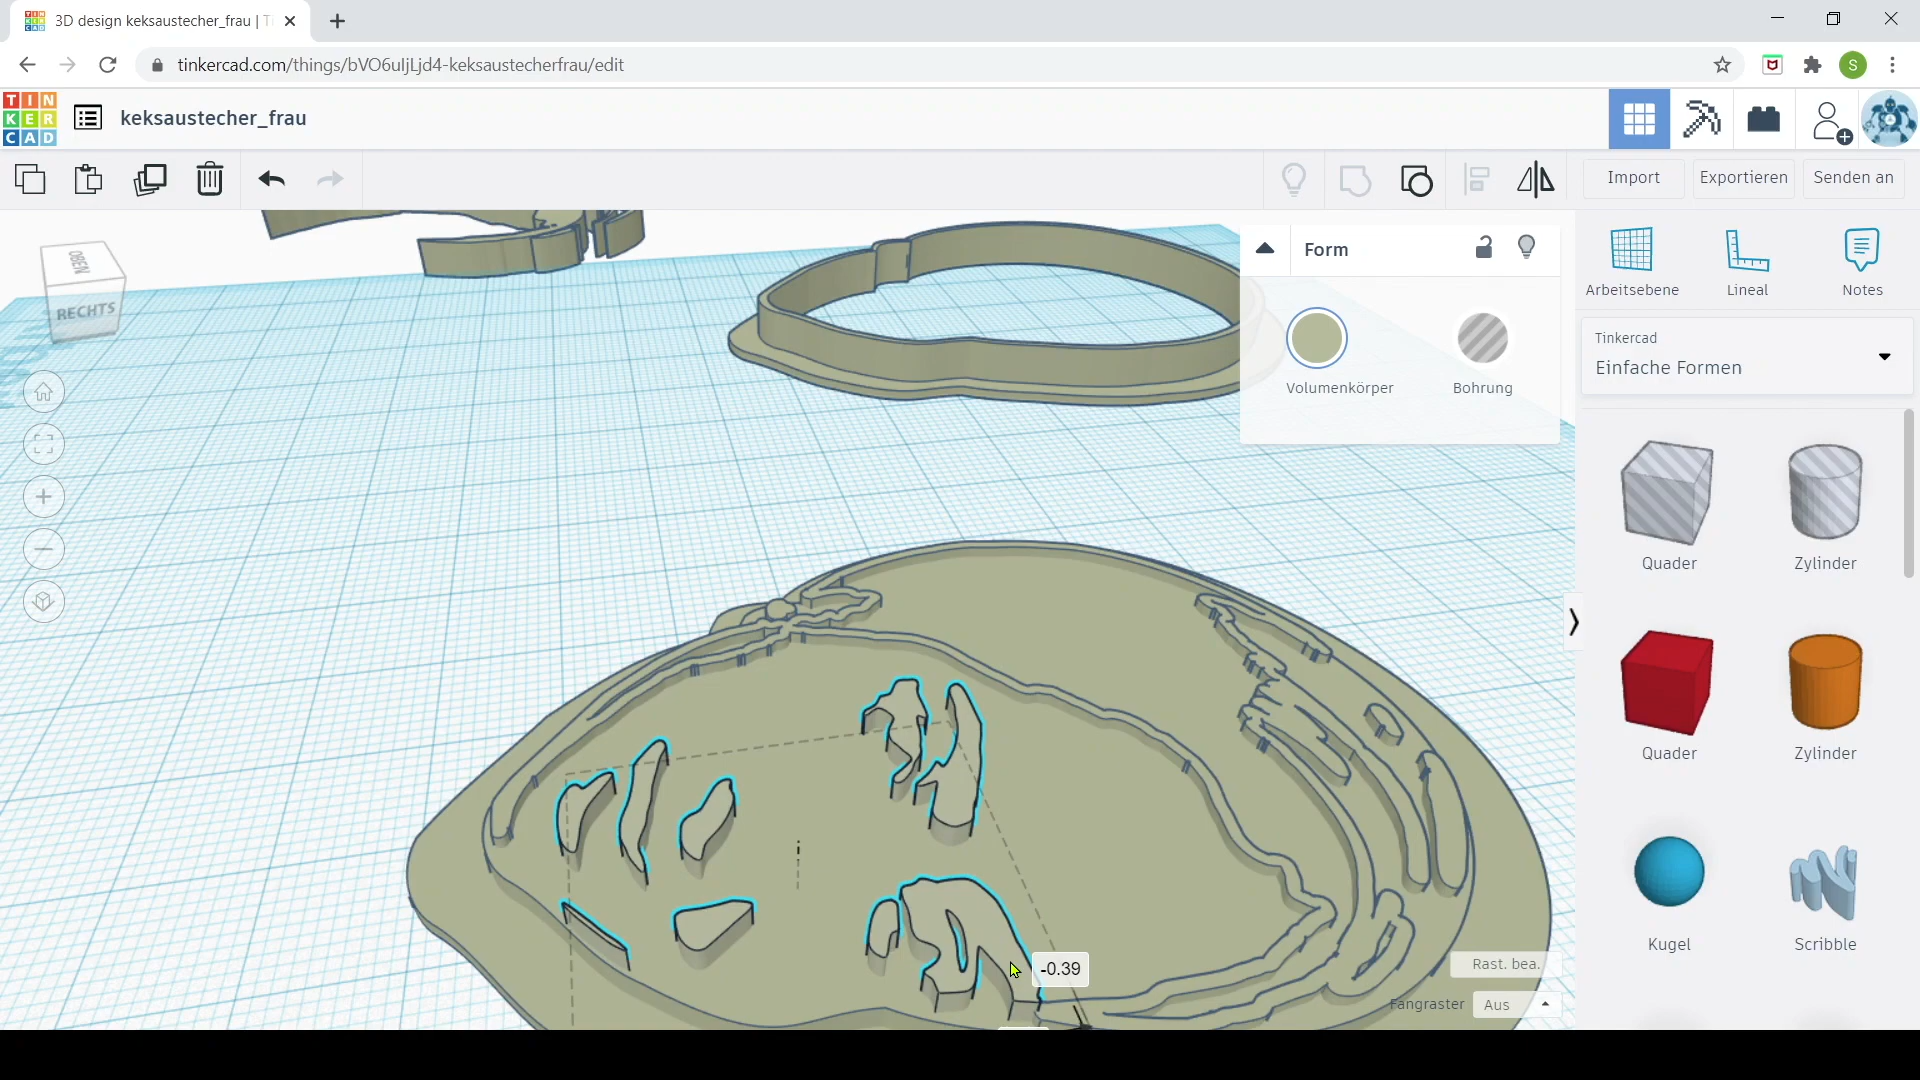 3D design keksaustecher_frau | Ti
tinkercad.com/things/bVO6uljLjd4-keksaustecherfrau/edit
S
TIN
KER
CAD
keksaustecher_frau
Import
Exportieren
Senden an
OBEN
RECHTS
Form
Volumenkörper
Bohrung
Arbeitsebene
Lineal
Notes
Tinkercad
Einfache Formen
Quader
Zylinder
Quader
Zylinder
Kugel
Scribble
-0.39
Rast. bea.
Fangraster
Aus